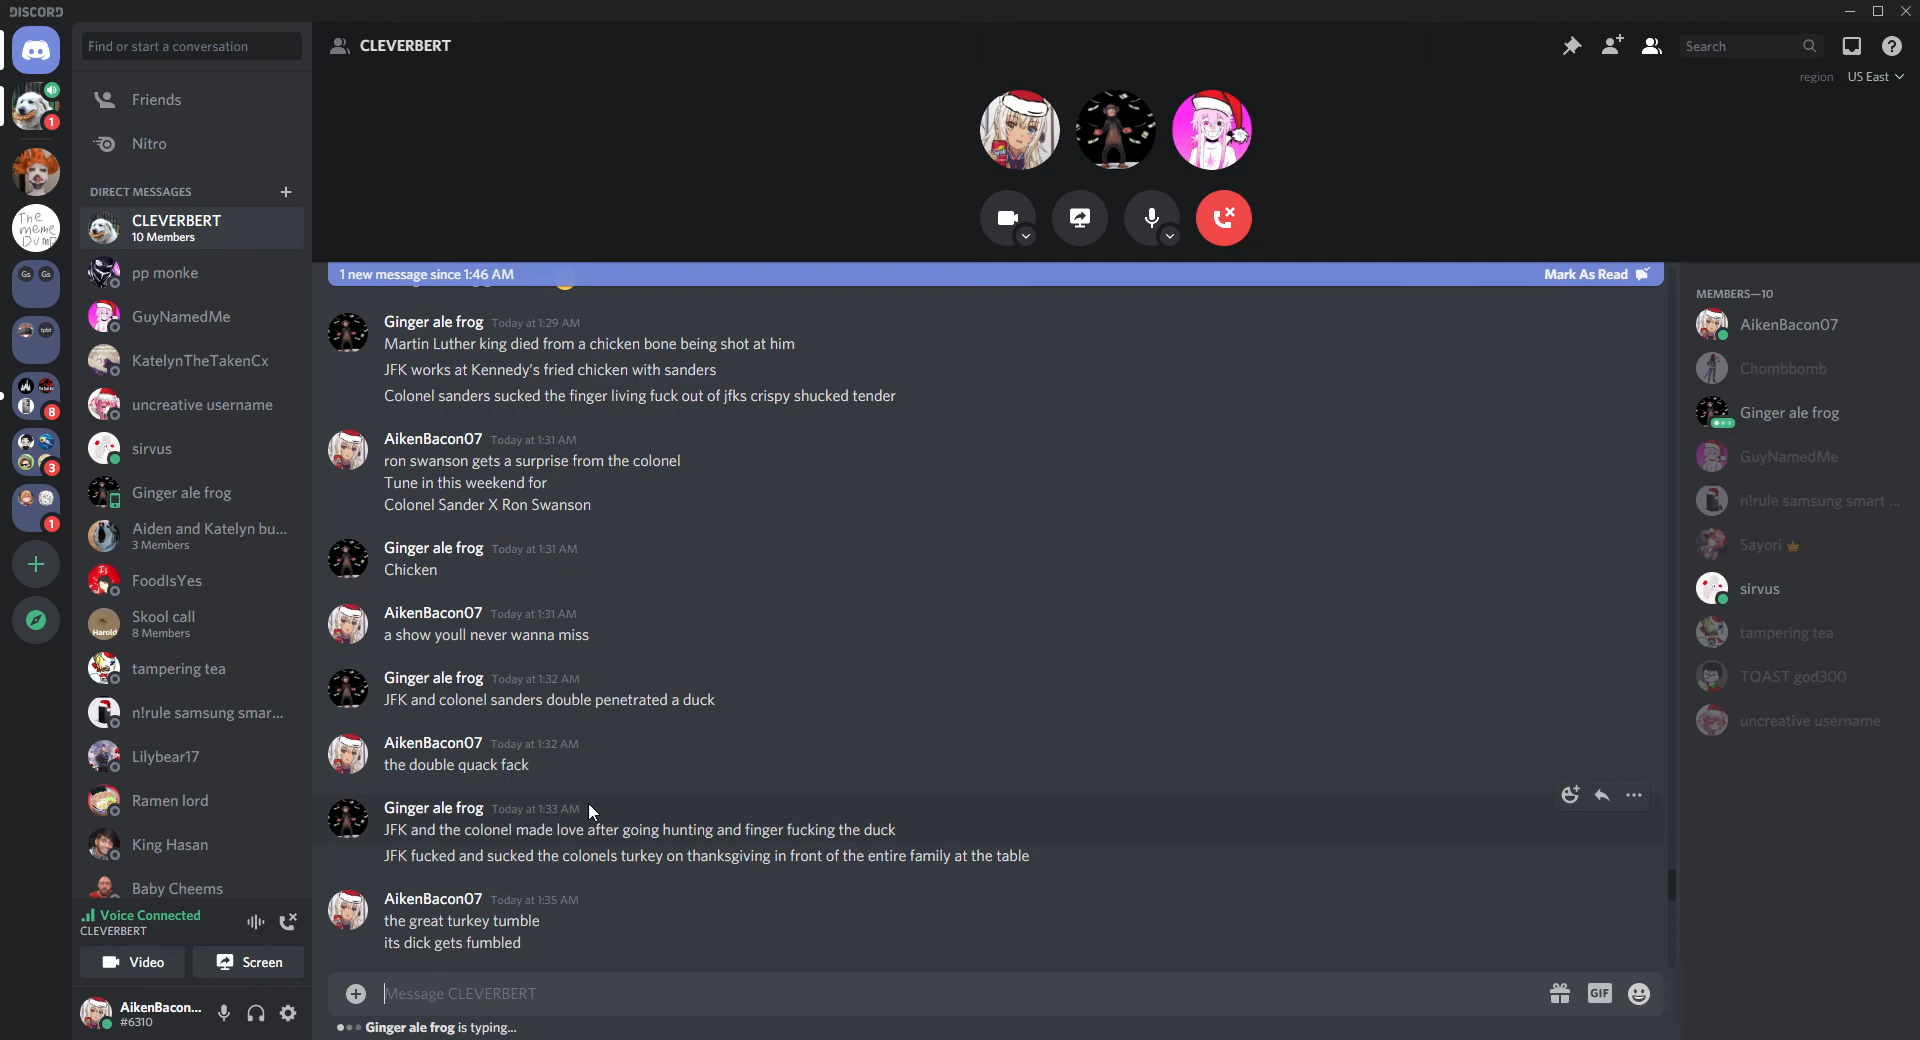 DISCORD
Find or start a conversation
CLEVERBERT
Search
region US East
1
Friends
Nitro
DIRECT MESSAGES
The
meme
Dump
CLEVERBERT
10 Members
pp monke
Gs Gs
GuyNamedMe
tpbt
KatelynTheTakenCx
uncreative username
8
sirvus
3
Ginger ale frog
1
Aiden and Katelyn bu...
3 Members
FoodIsYes
Skool call
8 Members
Harold
tampering tea
n!rule samsung smar...
Lilybear17
Ramen lord
King Hasan
Baby Cheems
Voice Connected
CLEVERBERT
Video Screen
AikenBacon...
#6310
1 new message since 1:46 AM Mark As Read
Ginger ale frog Today at 1:29 AM
Martin Luther king died from a chicken bone being shot at him
JFK works at Kennedy's fried chicken with sanders
Colonel sanders sucked the finger living fuck out of jfks crispy shucked tender
AikenBacon07 Today at 1:31 AM
ron swanson gets a surprise from the colonel
Tune in this weekend for
Colonel Sander X Ron Swanson
Ginger ale frog Today at 1:31 AM
Chicken
AikenBacon07 Today at 1:31 AM
a show youll never wanna miss
Ginger ale frog Today at 1:32 AM
JFK and colonel sanders double penetrated a duck
AikenBacon07 Today at 1:32 AM
the double quack fack
Ginger ale frog Today at 1:33 AM
JFK and the colonel made love after going hunting and finger fucking the duck
JFK fucked and sucked the colonels turkey on thanksgiving in front of the entire family at the table
AikenBacon07 Today at 1:35 AM
the great turkey tumble
its dick gets fumbled
Message CLEVERBERT
GIF
Ginger ale frog is typing...
MEMBERS—10
AikenBacon07
Chombbomb
Ginger ale frog
GuyNamedMe
n!rule samsung smart ...
Sayori
sirvus
tampering tea
TOAST god300
uncreative username